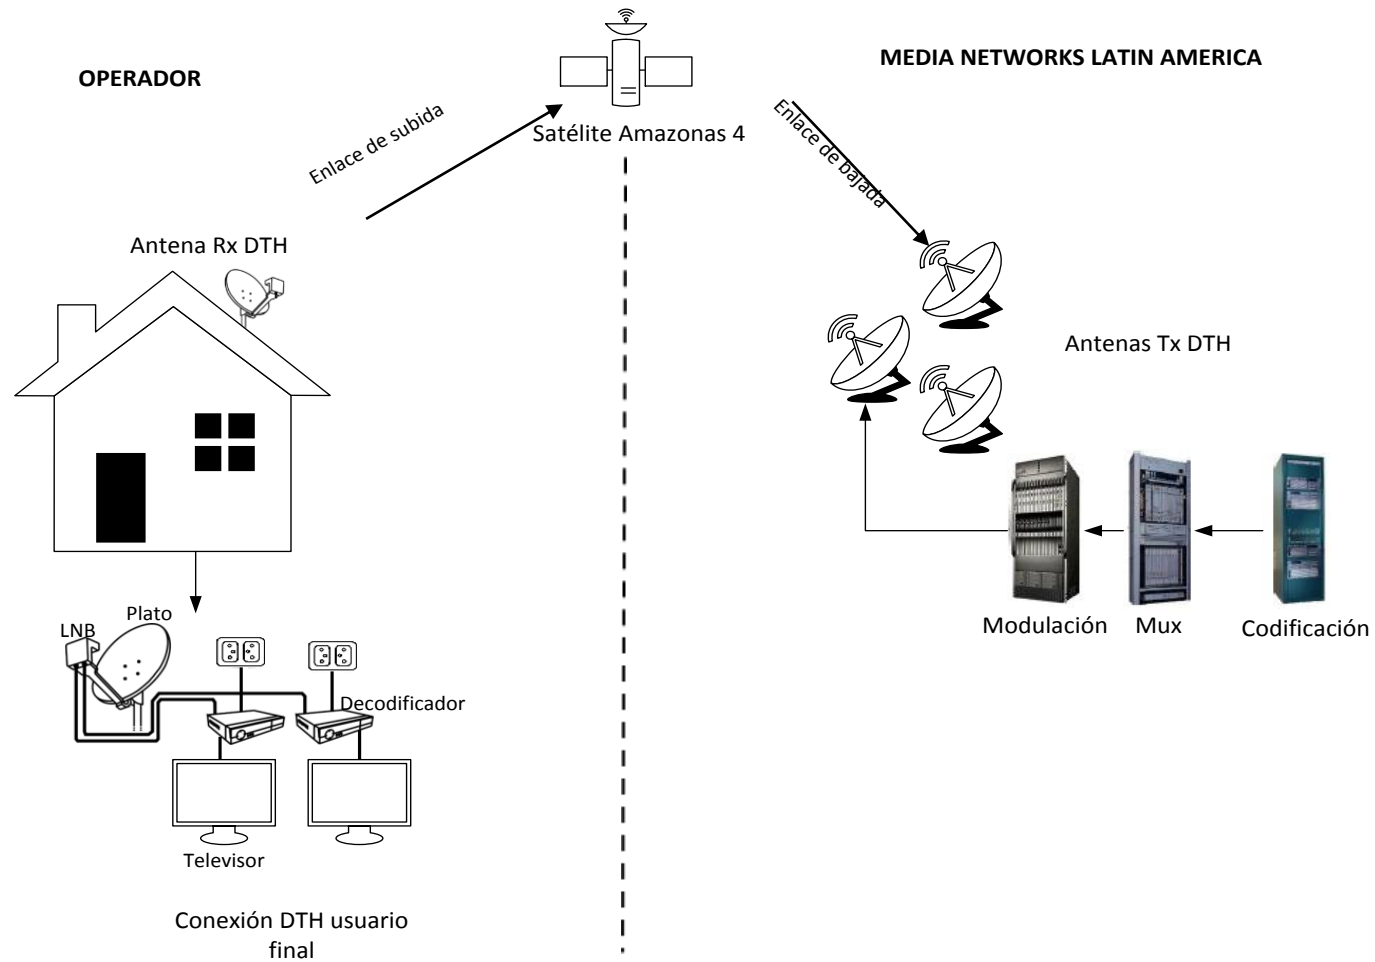 OPERADOR
MEDIA NETWORKS LATIN AMERICA
Enlace de subida
Satélite Amazonas 4
Enlace de bajada
Antena Rx DTH
Antenas Tx DTH
Modulación
Mux
Codificación
LNB
Plato
Decodificador
Televisor
Conexión DTH usuario
final